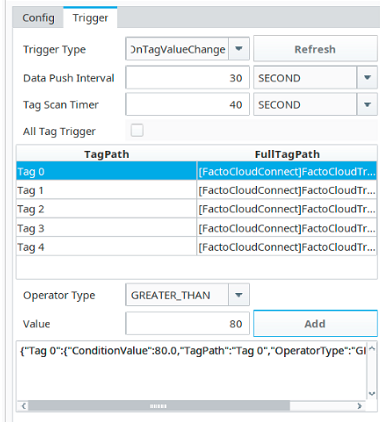 Config Trigger
Trigger Type OnTagValueChange Refresh
Data Push Interval 30 SECOND
Tag Scan Timer 40 SECOND
All Tag Trigger
TagPath FullTagPath
Tag 0 [FactoCloudConnect]FactoCloudTr...
Tag 1 [FactoCloudConnect]FactoCloudTr...
Tag 2 [FactoCloudConnect]FactoCloudTr...
Tag 3 [FactoCloudConnect]FactoCloudTr...
Tag 4 [FactoCloudConnect]FactoCloudTr...
Operator Type GREATER_THAN
Value 80 Add
{"Tag 0":{"ConditionValue":80.0,"TagPath":"Tag 0","OperatorType":"GI